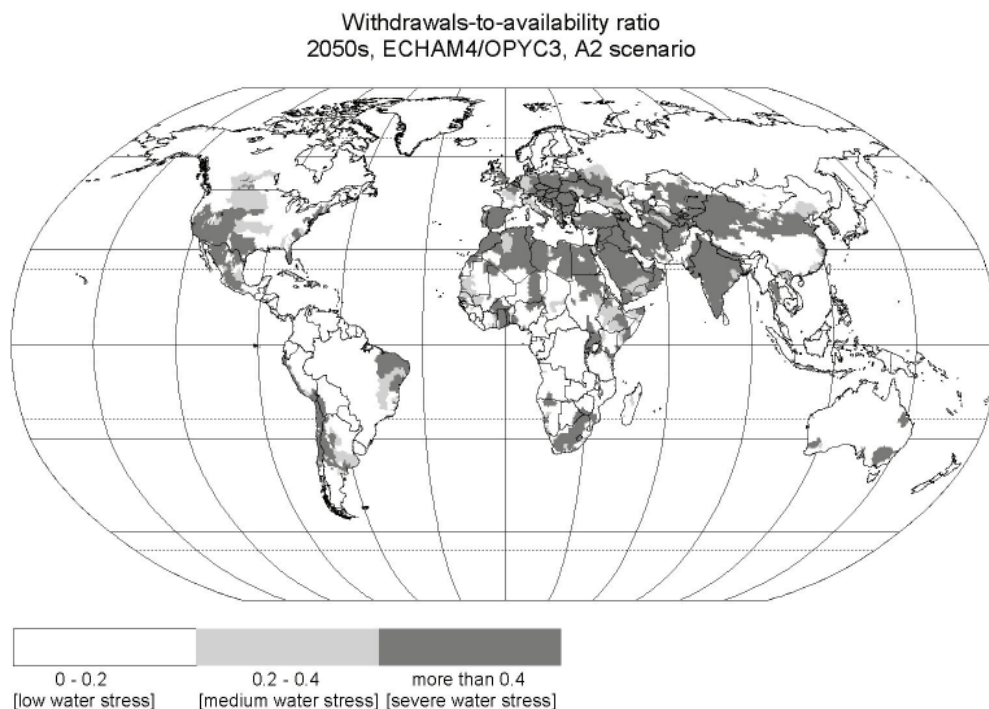 Withdrawals-to-availability ratio
2050s, ECHAM4/OPYC3, A2 scenario
0 - 0.2
[low water stress]
0.2 - 0.4
[medium water stress]
more than 0.4
[severe water stress]